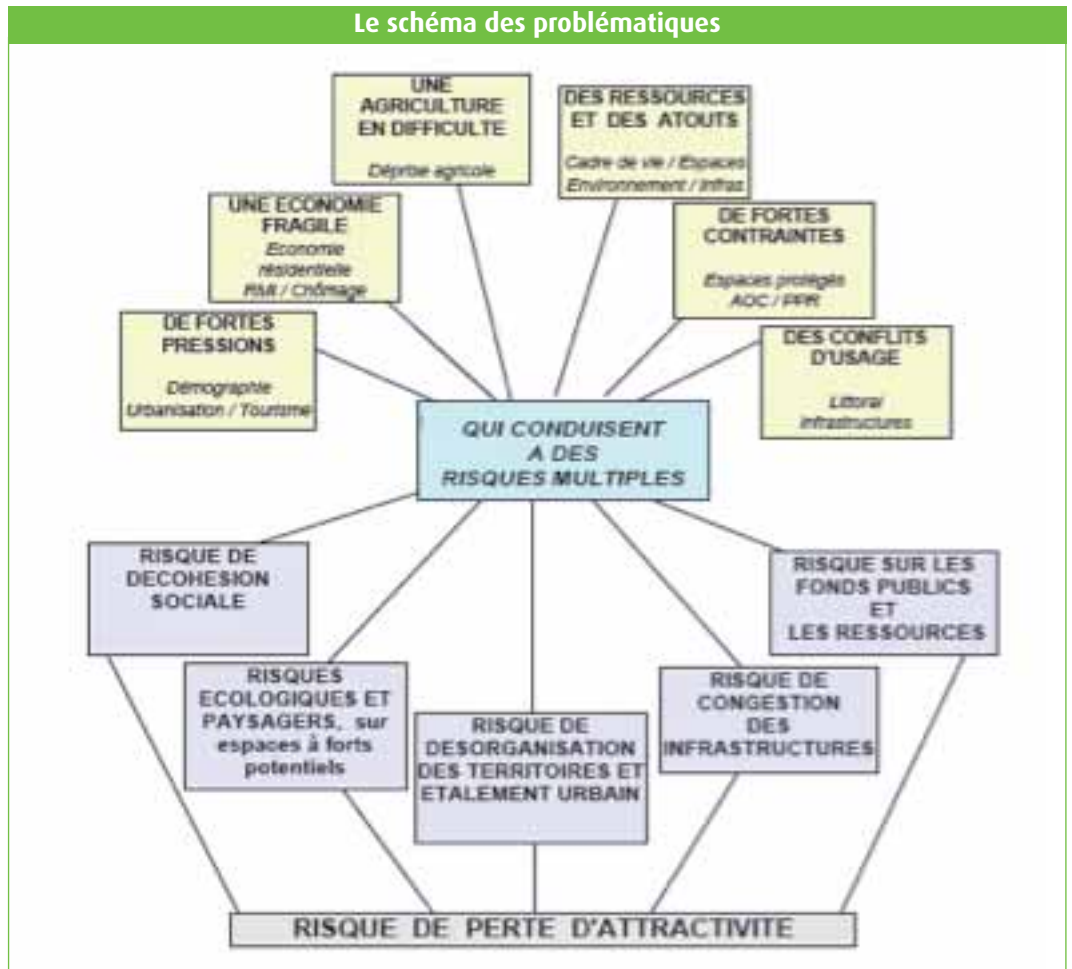 Le schéma des problématiques
UNE
AGRICULTURE
EN DIFFICULTE
Déprise agricole
DES RESSOURCES
ET DES ATOUTS
Cadre de vie / Espaces
Environnement / Infras.
UNE ECONOMIE
FRAGILE
Economie
résidentielle
RMI / Chômage
DE FORTES
CONTRAINTES
Espaces protégés
AOC / PPR
DE FORTES
PRESSIONS
Démographie
Urbanisation / Tourisme
DES CONFLITS
D'USAGE
Littoral
Infrastructures
QUI CONDUISENT
A DES
RISQUES MULTIPLES
RISQUE DE
DECOHESION
SOCIALE
RISQUE SUR LES
FONDS PUBLICS
ET
LES RESSOURCES
RISQUES
ECOLOGIQUES ET
PAYSAGERS, sur
espaces à forts
potentiels
RISQUE DE
DESORGANISATION
DES TERRITOIRES ET
ETALEMENT URBAIN
RISQUE DE
CONGESTION
DES
INFRASTRUCTURES
RISQUE DE PERTE D'ATTRACTIVITE